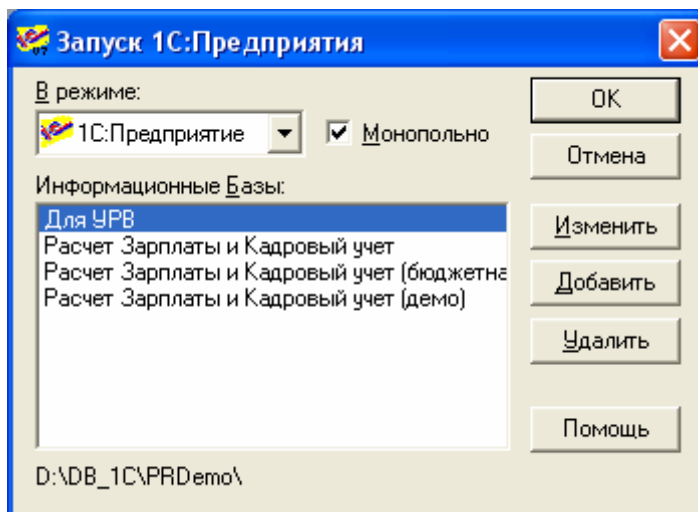 Запуск 1С:Предприятия
В режиме:
1С:Предприятие
Монопольно
Информационные Базы:
Для УРВ
Расчет Зарплаты и Кадровый учет
Расчет Зарплаты и Кадровый учет (бюджетна
Расчет Зарплаты и Кадровый учет (демо)
D:\DB_1C\PRDemo\
OK
Отмена
Изменить
Добавить
Удалить
Помощь